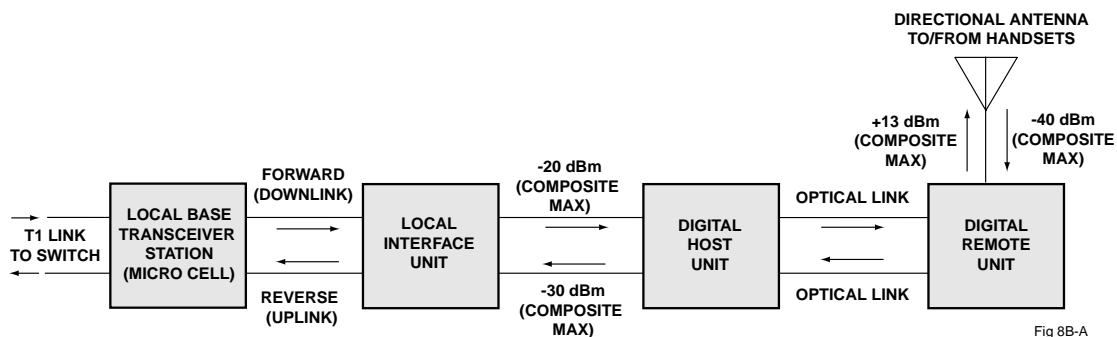 DIRECTIONAL ANTENNA
TO/FROM HANDSETS
+13 dBm
(COMPOSITE
MAX)
-40 dBm
(COMPOSITE
MAX)
FORWARD
(DOWNLINK)
-20 dBm
(COMPOSITE
MAX)
OPTICAL LINK
T1 LINK
TO SWITCH
LOCAL BASE
TRANSCEIVER
STATION
(MICRO CELL)
LOCAL
INTERFACE
UNIT
DIGITAL
HOST
UNIT
DIGITAL
REMOTE
UNIT
REVERSE
(UPLINK)
-30 dBm
(COMPOSITE
MAX)
OPTICAL LINK
Fig 8B-A